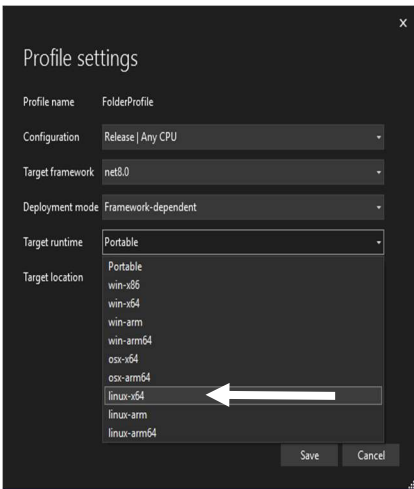 x
Profile settings
Profile name FolderProfile
Configuration Release | Any CPU
Target framework net8.0
Deployment mode Framework-dependent
Target runtime Portable
Target location
Portable
win-x86
win-x64
win-arm
win-arm64
osx-x64
osx-arm64
linux-x64
linux-arm
linux-arm64
Save Cancel